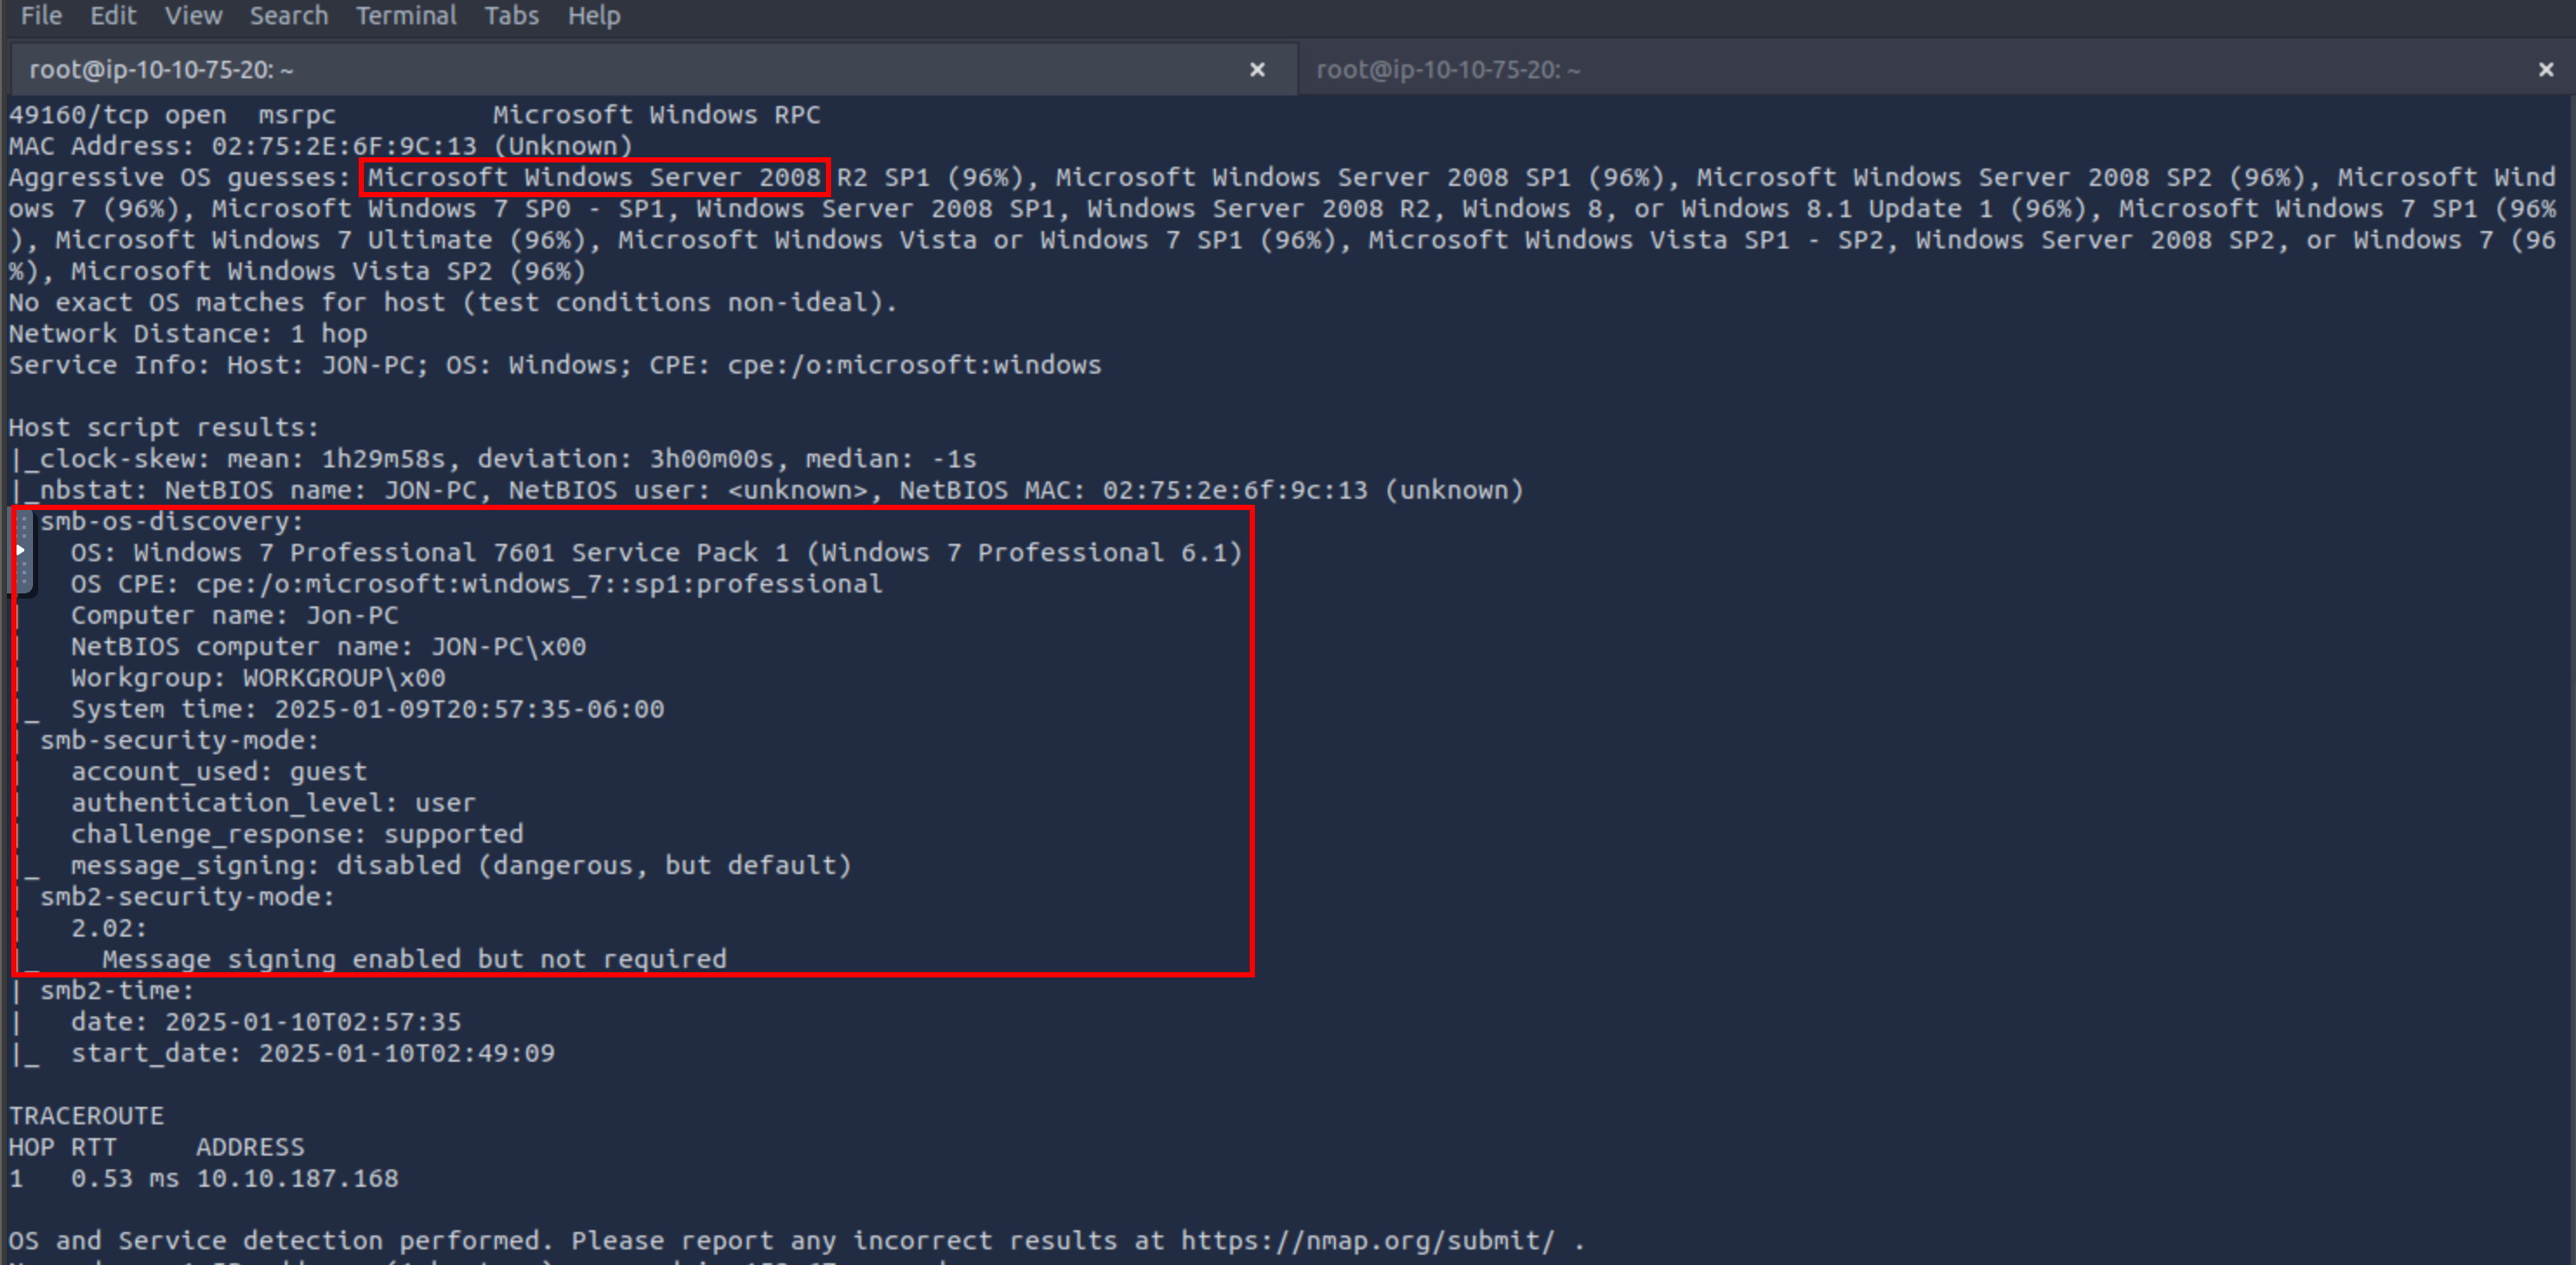 File Edit View Search Terminal Tabs Help
root@ip-10-10-75-20: ~ × root@ip-10-10-75-20: ~ ×
49160/tcp open  msrpc          Microsoft Windows RPC
MAC Address: 02:75:2E:6F:9C:13 (Unknown)
Aggressive OS guesses: Microsoft Windows Server 2008 R2 SP1 (96%), Microsoft Windows Server 2008 SP1 (96%), Microsoft Windows Server 2008 SP2 (96%), Microsoft Wind
ows 7 (96%), Microsoft Windows 7 SP0 - SP1, Windows Server 2008 SP1, Windows Server 2008 R2, Windows 8, or Windows 8.1 Update 1 (96%), Microsoft Windows 7 SP1 (96%
), Microsoft Windows 7 Ultimate (96%), Microsoft Windows Vista or Windows 7 SP1 (96%), Microsoft Windows Vista SP1 - SP2, Windows Server 2008 SP2, or Windows 7 (96
%), Microsoft Windows Vista SP2 (96%)
No exact OS matches for host (test conditions non-ideal).
Network Distance: 1 hop
Service Info: Host: JON-PC; OS: Windows; CPE: cpe:/o:microsoft:windows
Host script results:
|_clock-skew: mean: 1h29m58s, deviation: 3h00m00s, median: -1s
|_nbstat: NetBIOS name: JON-PC, NetBIOS user: <unknown>, NetBIOS MAC: 02:75:2e:6f:9c:13 (unknown)
smb-os-discovery:
OS: Windows 7 Professional 7601 Service Pack 1 (Windows 7 Professional 6.1)
OS CPE: cpe:/o:microsoft:windows_7::sp1:professional
|   Computer name: Jon-PC
|   NetBIOS computer name: JON-PC\x00
|   Workgroup: WORKGROUP\x00
|_  System time: 2025-01-09T20:57:35-06:00
| smb-security-mode:
|   account_used: guest
|   authentication_level: user
|   challenge_response: supported
|_  message_signing: disabled (dangerous, but default)
| smb2-security-mode:
|   2.02:
|_    Message signing enabled but not required
| smb2-time:
|   date: 2025-01-10T02:57:35
|_  start_date: 2025-01-10T02:49:09
TRACEROUTE
HOP RTT     ADDRESS
1   0.53 ms 10.10.187.168
OS and Service detection performed. Please report any incorrect results at https://nmap.org/submit/ .